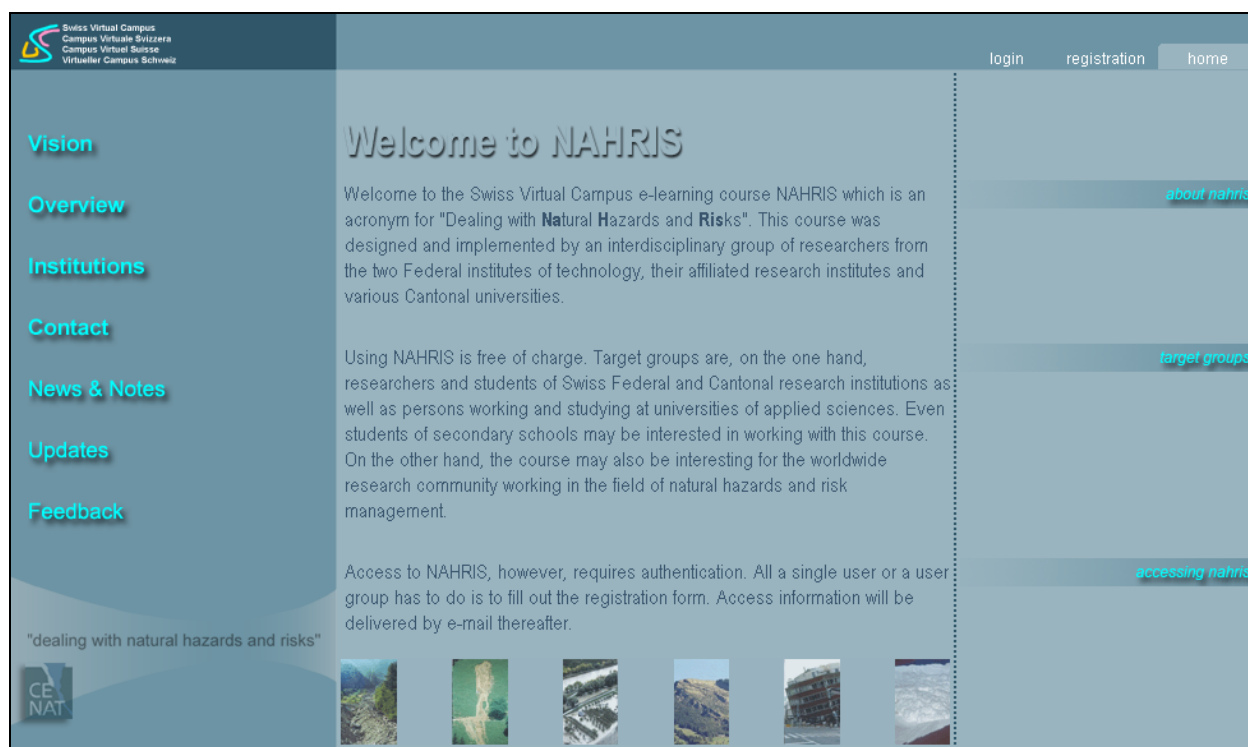 Swiss Virtual Campus
Campus Virtuale Svizzera
Campus Virtuel Suisse
Virtueller Campus Schweiz
login
registration
home
Vision
Overview
Institutions
Contact
News & Notes
Updates
Feedback
"dealing with natural hazards and risks"
CE
NAT
Welcome to NAHRIS
Welcome to the Swiss Virtual Campus e-learning course NAHRIS which is an
acronym for "Dealing with Natural Hazards and Risks". This course was
designed and implemented by an interdisciplinary group of researchers from
the two Federal institutes of technology, their affiliated research institutes and
various Cantonal universities.
Using NAHRIS is free of charge. Target groups are, on the one hand,
researchers and students of Swiss Federal and Cantonal research institutions as
well as persons working and studying at universities of applied sciences. Even
students of secondary schools may be interested in working with this course.
On the other hand, the course may also be interesting for the worldwide
research community working in the field of natural hazards and risk
management.
Access to NAHRIS, however, requires authentication. All a single user or a user
group has to do is to fill out the registration form. Access information will be
delivered by e-mail thereafter.
about nahris
target groups
accessing nahris